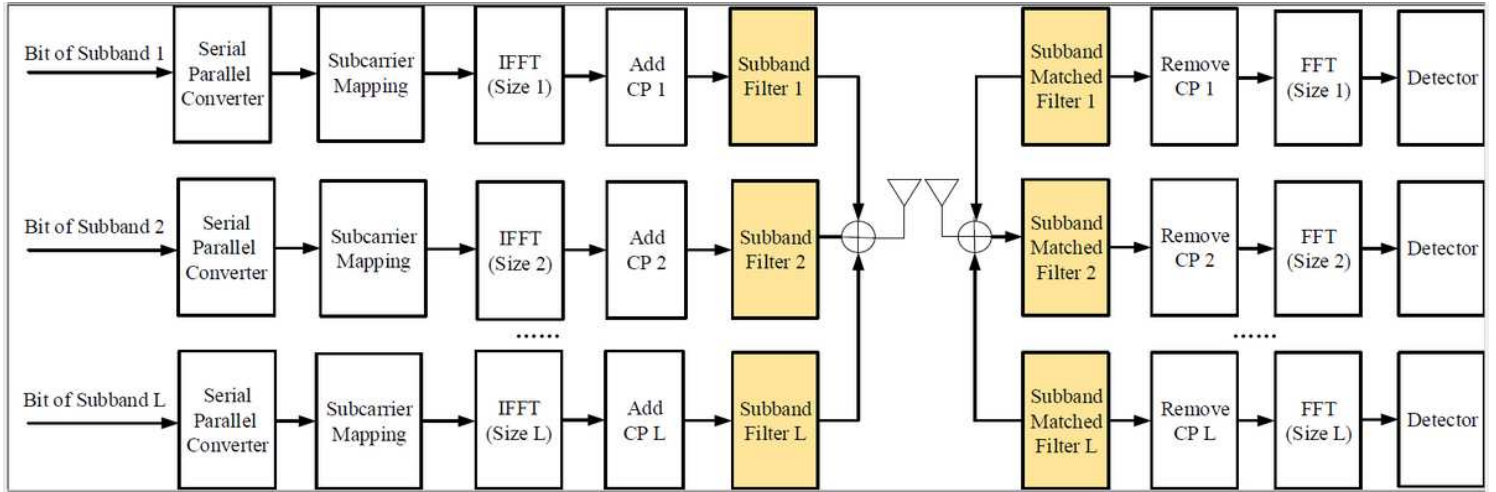 Bit of Subband 1
Serial
Parallel
Converter
Subcarrier
Mapping
IFFT
(Size 1)
Add
CP 1
Subband
Filter 1
Subband
Matched
Filter 1
Remove
CP 1
FFT
(Size 1)
Detector
Bit of Subband 2
Serial
Parallel
Converter
Subcarrier
Mapping
IFFT
(Size 2)
Add
CP 2
Subband
Filter 2
Subband
Matched
Filter 2
Remove
CP 2
FFT
(Size 2)
Detector
......
......
Bit of Subband L
Serial
Parallel
Converter
Subcarrier
Mapping
IFFT
(Size L)
Add
CP L
Subband
Filter L
Subband
Matched
Filter L
Remove
CP L
FFT
(Size L)
Detector